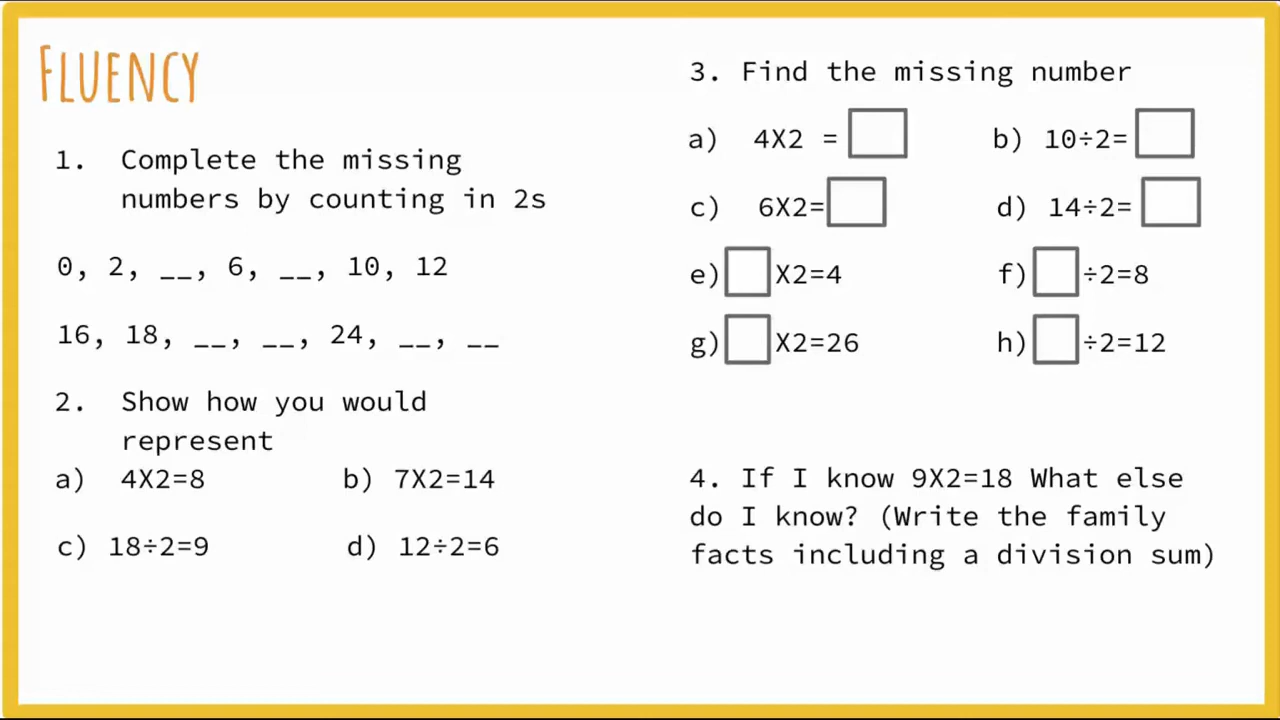 FLUENCY
1. Complete the missing
numbers by counting in 2s
0, 2, __, 6, __, 10, 12
16, 18, __, __, 24, __, __
2. Show how you would
represent
a) 4X2=8 b) 7X2=14
c) 18÷2=9 d) 12÷2=6
3. Find the missing number
a) 4X2 = b) 10÷2=
c) 6X2= d) 14÷2=
e) X2=4 f) ÷2=8
g) X2=26 h) ÷2=12
4. If I know 9X2=18 What else
do I know? (Write the family
facts including a division sum)